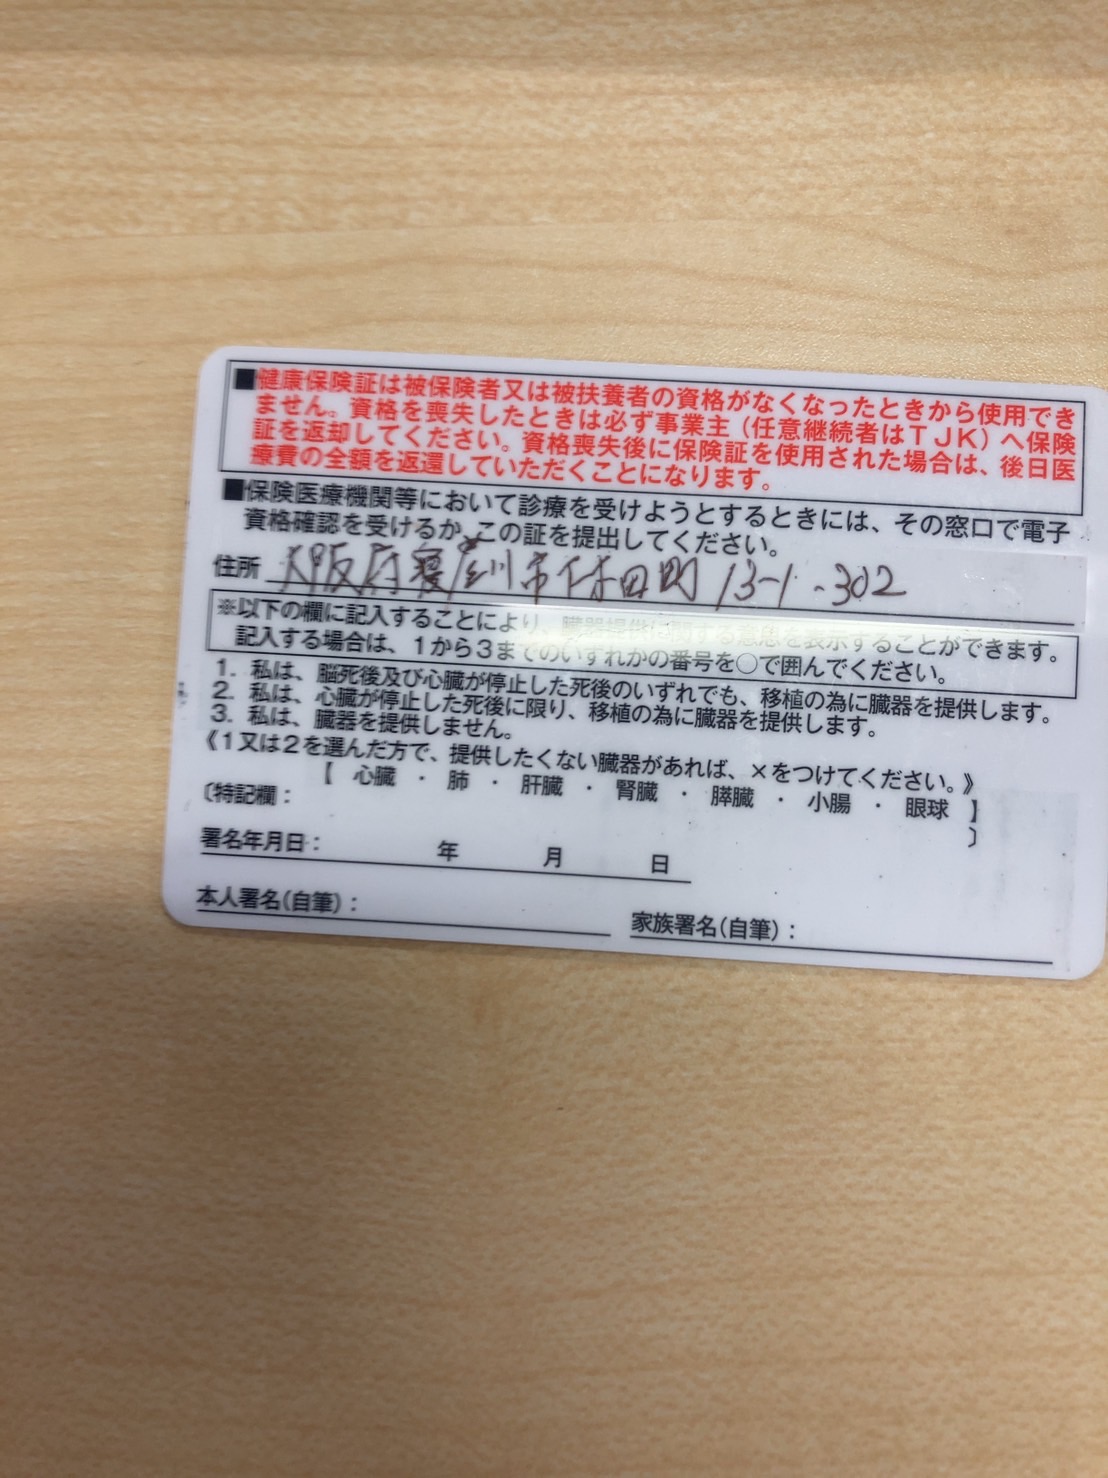 ■健康保険証は被保険者又は被扶養者の資格がなくなったときから使用でき
ません。資格を喪失したときは必ず事業主（任意継続者はTJK）へ保険
証を返却してください。資格喪失後に保険証を使用された場合は、後日医
療費の全額を返還していただくことになります。
■保険医療機関等において診療を受けようとするときには、その窓口で電子
資格確認を受けるか、この証を提出してください。
住所 大阪府寝屋川市 田町 13-1-302
※以下の欄に記入することにより、臓器提供に関する意思を表示することができます。
記入する場合は、1から3までのいずれかの番号を○で囲んでください。
1. 私は、脳死後及び心臓が停止した死後のいずれでも、移植の為に臓器を提供します。
2. 私は、心臓が停止した死後に限り、移植の為に臓器を提供します。
3. 私は、臓器を提供しません。
《1又は2を選んだ方で、提供したくない臓器があれば、×をつけてください。》
【 心臓 ・ 肺 ・ 肝臓 ・ 腎臓 ・ 膵臓 ・ 小腸 ・ 眼球 】
〔特記欄： 〕
署名年月日： 年 月 日
本人署名(自筆)： 家族署名(自筆)：